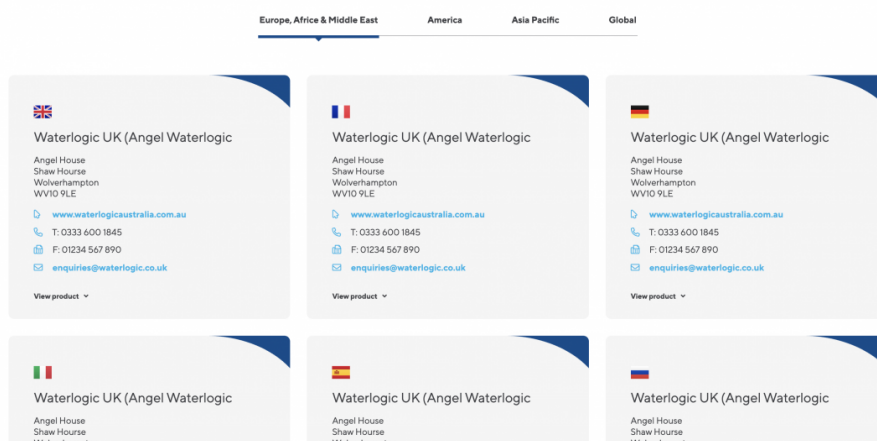 Europe, Africe & Middle East
America
Asia Pacific
Global
Waterlogic UK (Angel Waterlogic
Angel House
Shaw Hourse
Wolverhampton
WV10 9LE
www.waterlogicaustralia.com.au
T: 0333 600 1845
F: 01234 567 890
enquiries@waterlogic.co.uk
View product
Waterlogic UK (Angel Waterlogic
Angel House
Shaw Hourse
Wolverhampton
WV10 9LE
www.waterlogicaustralia.com.au
T: 0333 600 1845
F: 01234 567 890
enquiries@waterlogic.co.uk
View product
Waterlogic UK (Angel Waterlogic
Angel House
Shaw Hourse
Wolverhampton
WV10 9LE
www.waterlogicaustralia.com.au
T: 0333 600 1845
F: 01234 567 890
enquiries@waterlogic.co.uk
View product
Waterlogic UK (Angel Waterlogic
Angel House
Shaw Hourse
Waterlogic UK (Angel Waterlogic
Angel House
Shaw Hourse
Waterlogic UK (Angel Waterlogic
Angel House
Shaw Hourse